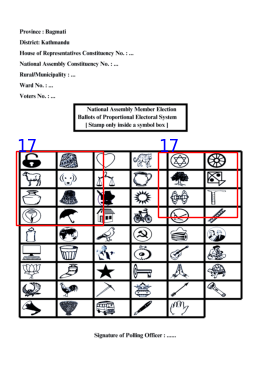 Province : Bagmati
District: Kathmandu
House of Representatives Constituency No. : ...
National Assembly Constituency No. : ...
Rural/Municipality : ...
Ward No. : ...
Voters No. : ...
National Assembly Member Election
Ballots of Proportional Electoral System
[ Stamp only inside a symbol box ]
17 17
Signature of Polling Officer : ......